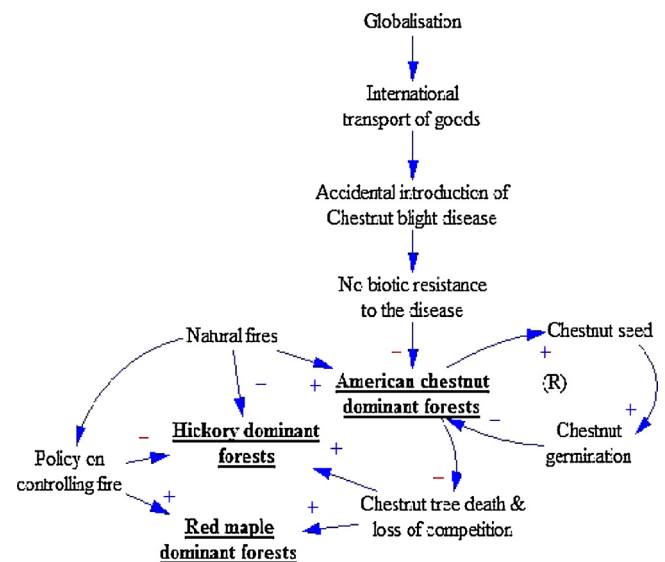 Globalisation
International
transport of goods
Accidental introduction of
Chestnut blight disease
No biotic resistance
to the disease
Natural fires
−
Chestnut seed
+
−
+
American chestnut
dominant forests
(R)
+
−
Chestnut
germination
Hickory dominant
forests
−
+
Policy on
controlling fire
−
+
+
Chestnut tree death &
loss of competition
Red maple
dominant forests